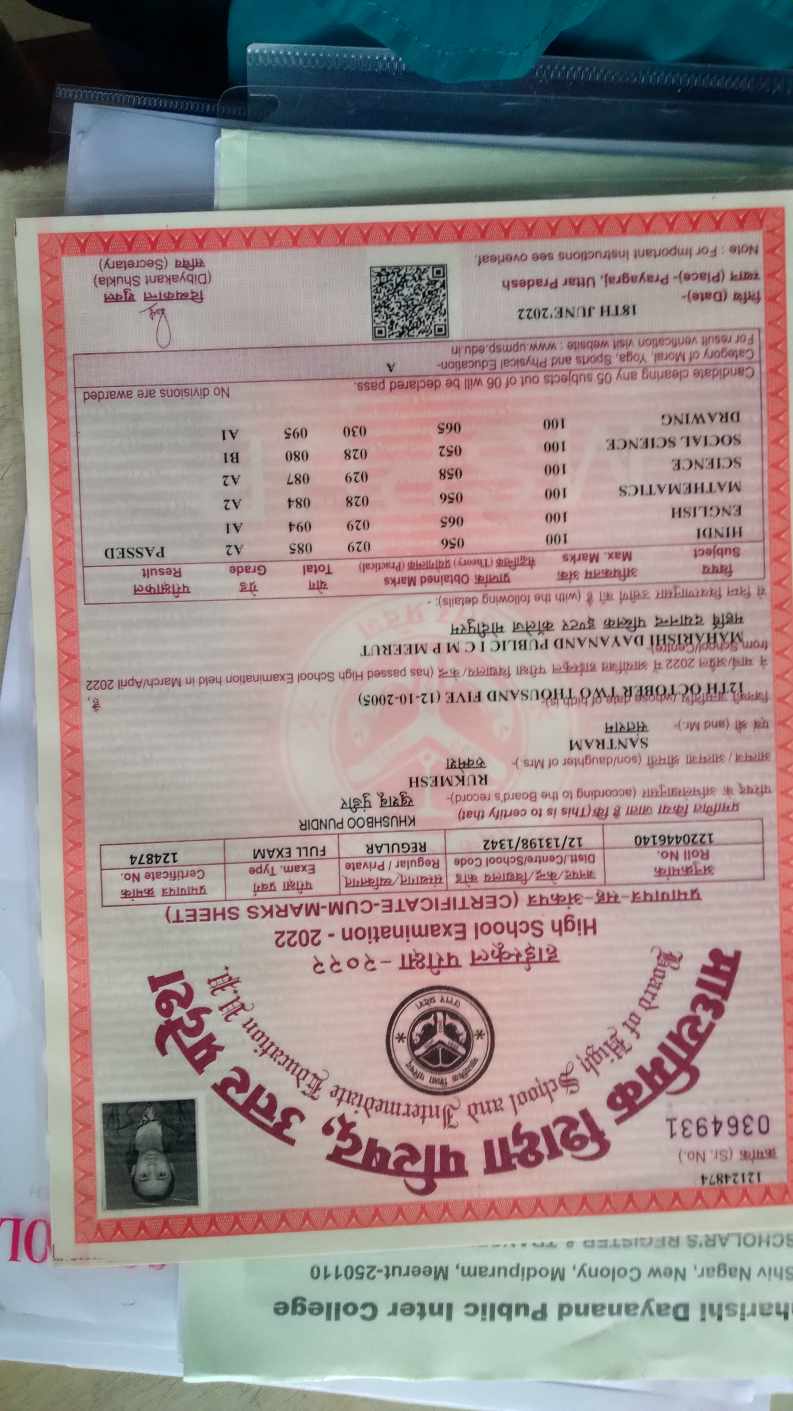 12124874
क्रमांक (Sr. No.)
0364931
माध्यमिक शिक्षा परिषद्, उत्तर प्रदेश
Board of High School and Intermediate Education U.P.
हाईस्कूल परीक्षा -२०२२
High School Examination - 2022
प्रमाणपत्र-सह-अंकपत्र (CERTIFICATE-CUM-MARKS SHEET)
अनुक्रमांक जनपद/केन्द्र/विद्यालय कोड संस्थागत/व्यक्तिगत परीक्षा प्रवर्ग प्रमाणपत्र क्रमांक
Roll No. Distt./Centre/School Code Regular / Private Exam. Type Certificate No.
1220446140 12/13198/1342 REGULAR FULL EXAM 124874
प्रमाणित किया जाता है कि (This is to certify that) KHUSHBOO PUNDIR
परिषद के अभिलेखानुसार (according to the Board's record)- खुशबू पुंडीर
RUKMESH
आत्मज / आत्मजा श्रीमती (son/daughter of Mrs.)- रुकमेश
SANTRAM
एवं श्री (and Mr.)- संतराम
12TH OCTOBER TWO THOUSAND FIVE (12-10-2005)
जिनकी जन्मतिथि (whose date of birth is)- है,
ने मार्च/अप्रैल 2022 में आयोजित हाईस्कूल परीक्षा विद्यालय/केन्द्र (has passed High School Examination held in March/April 2022
from School/Centre)- MAHARISHI DAYANAND PUBLIC I C M P MEERUT
महर्षि दयानन्द पब्लिक इण्टर कॉलेज मोदीपुरम
से निम्न विवरणानुसार उत्तीर्ण की है (with the following details): -
विषय अधिकतम अंक प्राप्तांक Obtained Marks योग ग्रेड परीक्षाफल
Subject Max. Marks सैद्धान्तिक (Theory) प्रयोगात्मक (Practical) Total Grade Result
HINDI 100 056 029 085 A2 PASSED
ENGLISH 100 065 029 094 A1
MATHEMATICS 100 056 028 084 A2
SCIENCE 100 058 029 087 A2
SOCIAL SCIENCE 100 052 028 080 B1
DRAWING 100 065 030 095 A1
Candidate clearing any 05 subjects out of 06 will be declared pass. No divisions are awarded
Category of Moral, Yoga, Sports and Physical Education- A
For result verification visit website : www.upmsp.edu.in
18TH JUNE'2022
तिथि (Date)-
स्थान (Place)- Prayagraj, Uttar Pradesh
दिब्यकान्त शुक्ल
(Dibyakant Shukla)
सचिव (Secretary)
Note : For Important Instructions see overleaf.
harishi Dayanand Public Inter College
Shiv Nagar, New Colony, Modipuram, Meerut-250110
SCHOLAR'S REGISTER &
OL